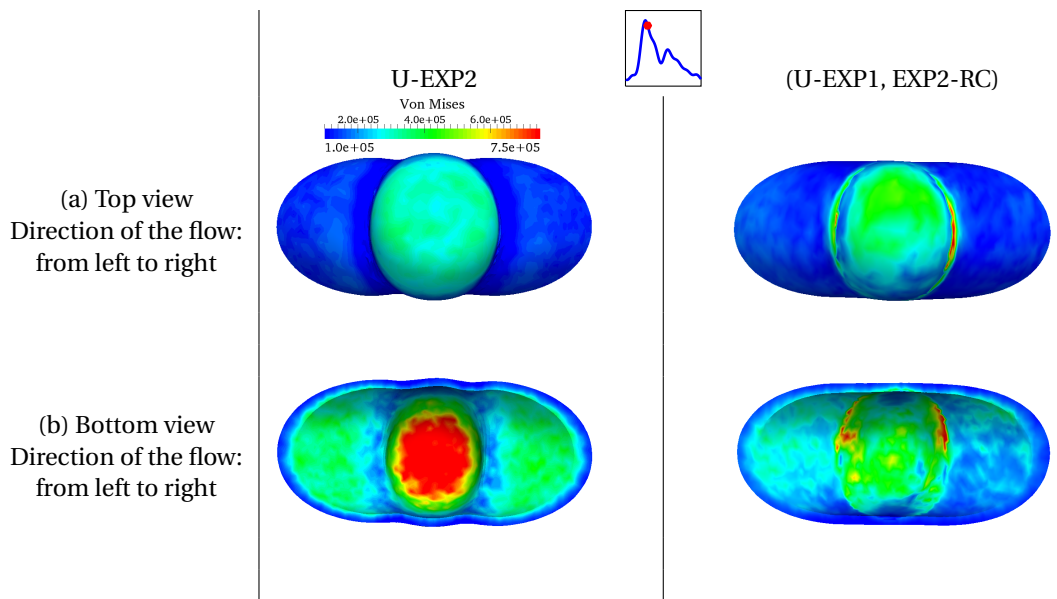 U-EXP2
(U-EXP1, EXP2-RC)
Von Mises
2.0e+05 4.0e+05 6.0e+05
1.0e+05 7.5e+05
(a) Top view
Direction of the flow:
from left to right
(b) Bottom view
Direction of the flow:
from left to right